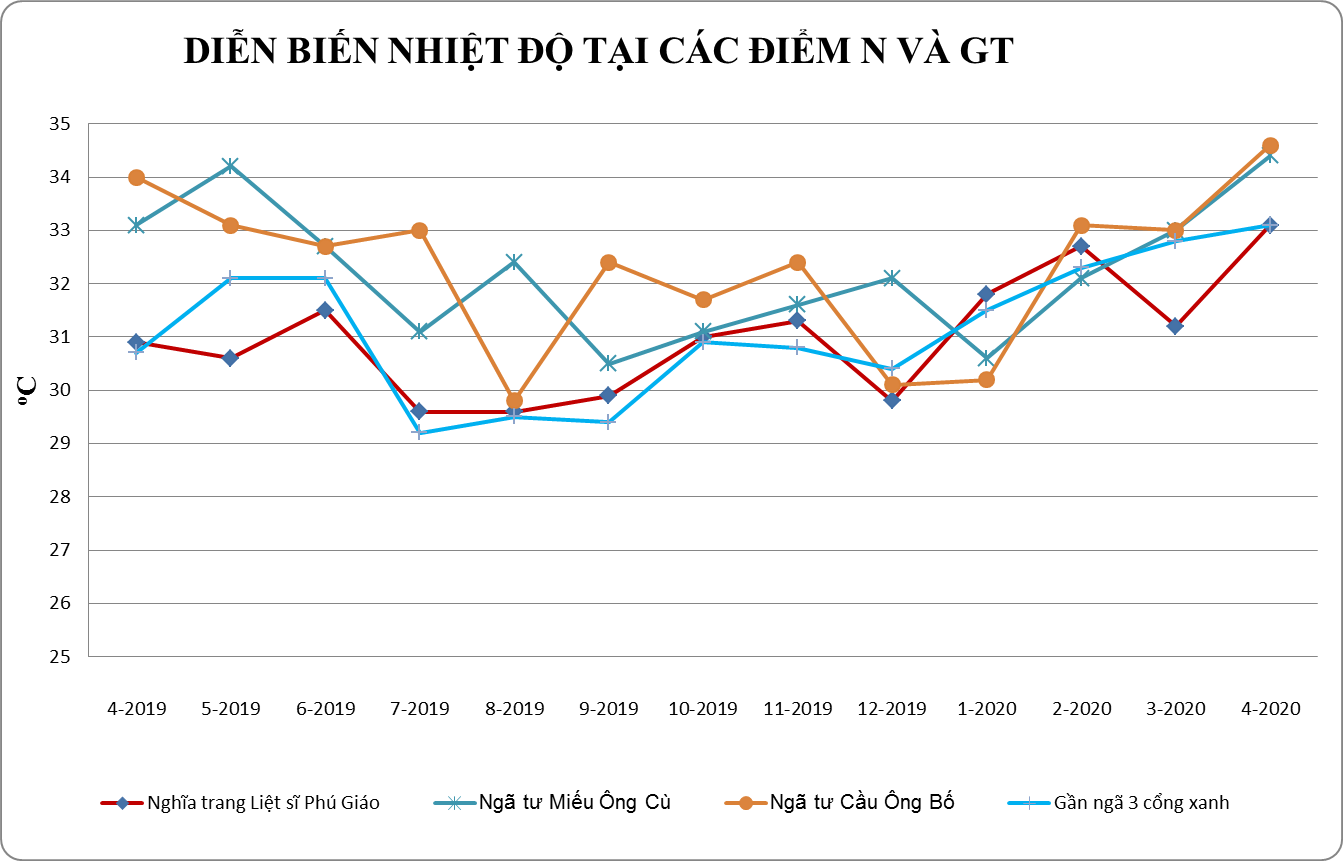 DIỄN BIẾN NHIỆT ĐỘ TẠI CÁC ĐIỂM N VÀ GT
35
34
33
32
31
30
29
28
27
26
25
ºC
4-2019 5-2019 6-2019 7-2019 8-2019 9-2019 10-2019 11-2019 12-2019 1-2020 2-2020 3-2020 4-2020
Nghĩa trang Liệt sĩ Phú Giáo Ngã tư Miếu Ông Cù Ngã tư Cầu Ông Bố Gần ngã 3 cổng xanh